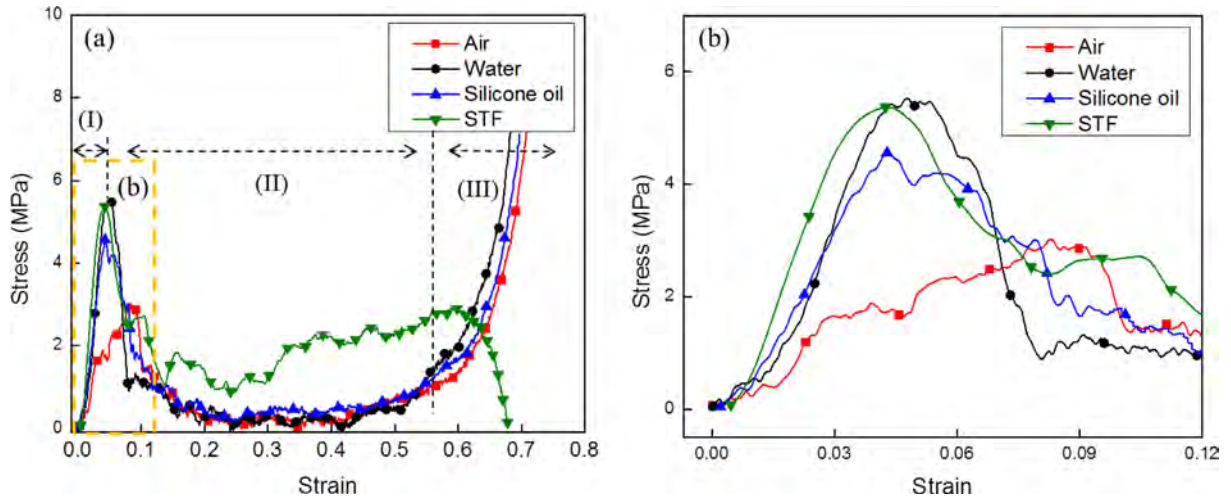 (a)
Air
Water
Silicone oil
STF
(I)
(b)
(II)
(III)
10
8
6
4
2
0
Stress (MPa)
0.0 0.1 0.2 0.3 0.4 0.5 0.6 0.7 0.8
Strain
(b)
Air
Water
Silicone oil
STF
6
4
2
0
Stress (MPa)
0.00 0.03 0.06 0.09 0.12
Strain